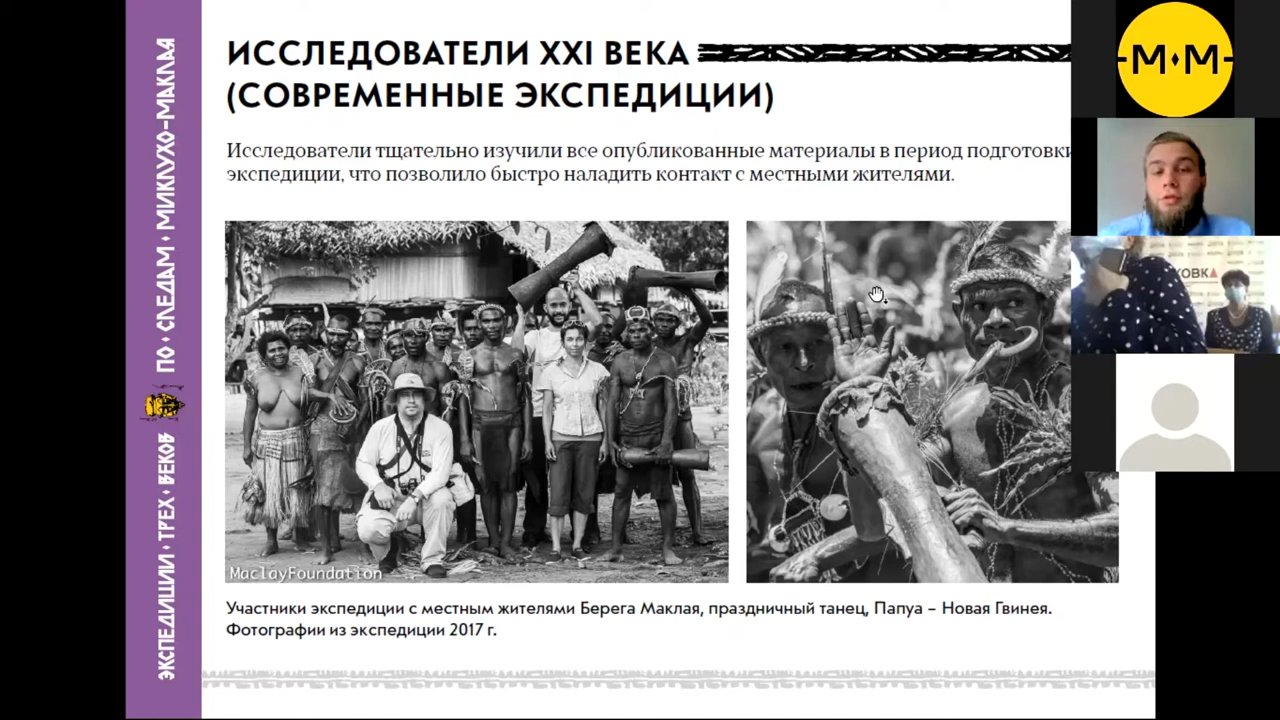 ЭКСПЕДИЦИИ ТРЕХ ВЕКОВ ПО СЛЕДАМ МИКЛУХО-МАКЛАЯ
ИССЛЕДОВАТЕЛИ XXI ВЕКА
(СОВРЕМЕННЫЕ ЭКСПЕДИЦИИ)
Исследователи тщательно изучили все опубликованные материалы в период подготовки
экспедиции, что позволило быстро наладить контакт с местными жителями.
MaclayFoundation
Участники экспедиции с местным жителями Берега Маклая, праздничный танец, Папуа – Новая Гвинея.
Фотографии из экспедиции 2017 г.
М М